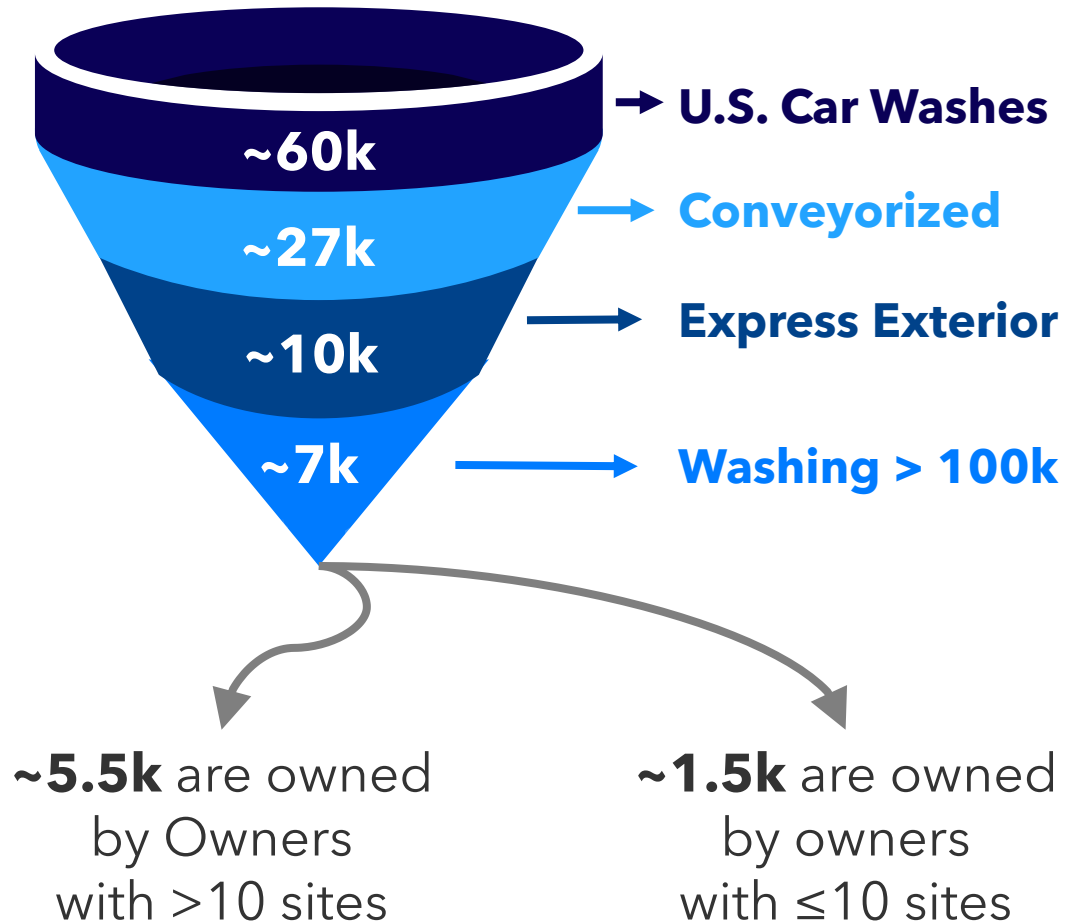 ~60k
U.S. Car Washes
~27k
Conveyorized
~10k
Express Exterior
~7k
Washing > 100k
~5.5k are owned
by Owners
with >10 sites
~1.5k are owned
by owners
with ≤10 sites